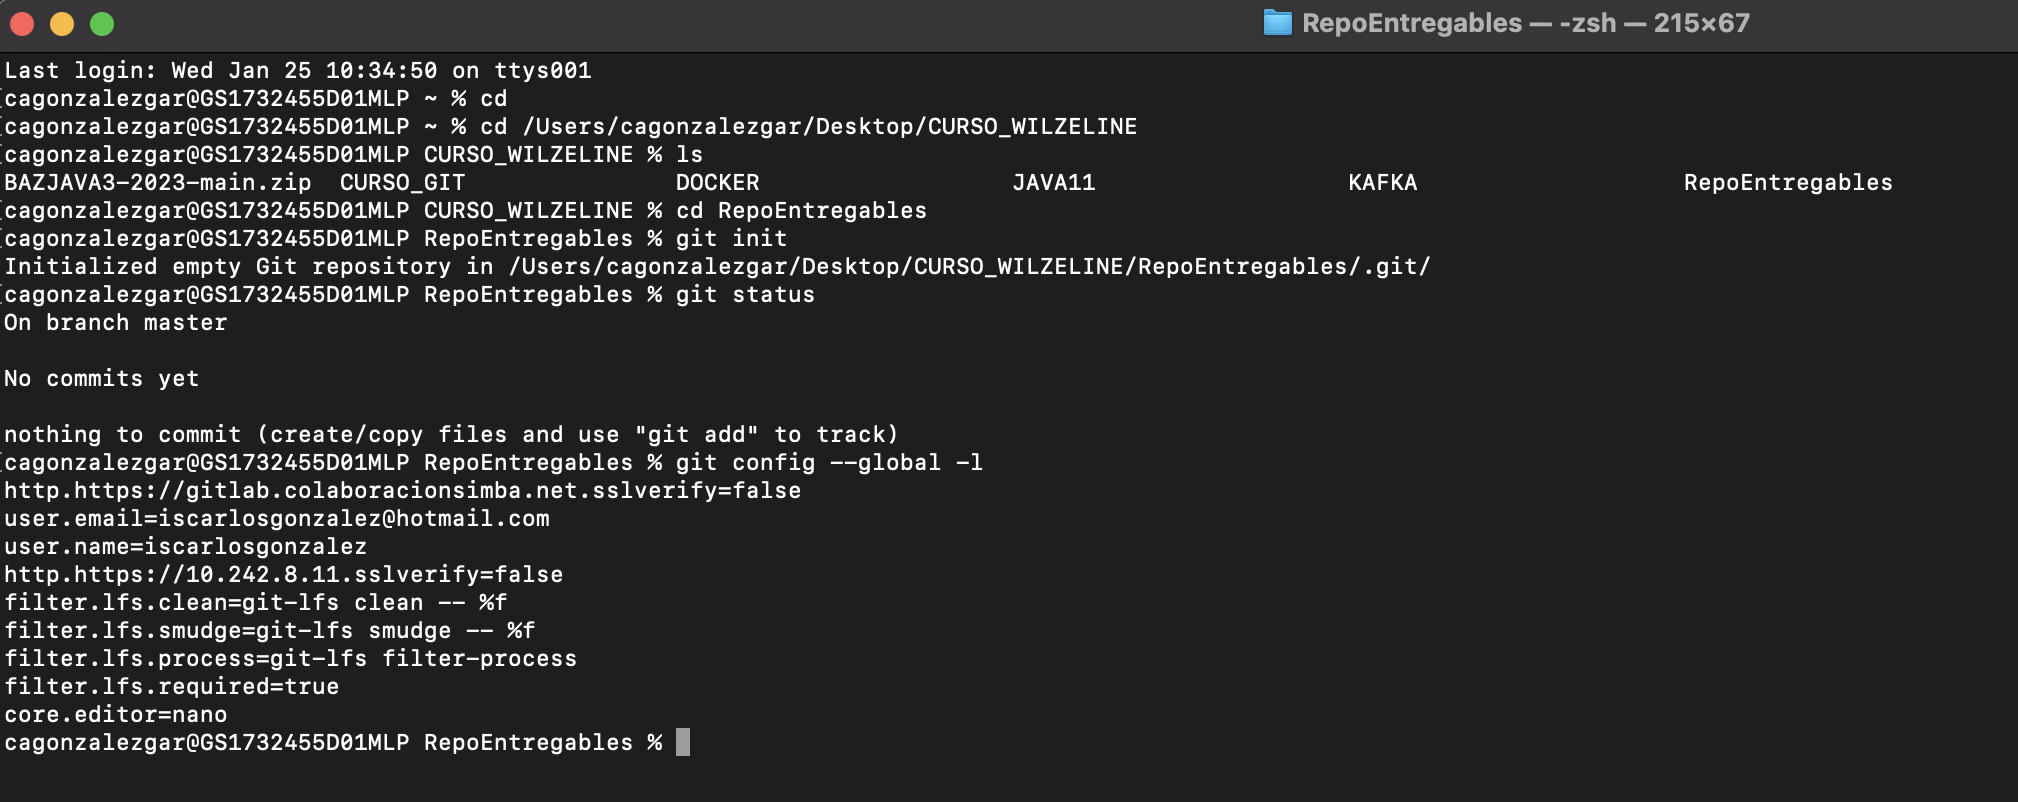 RepoEntregables — -zsh — 215×67
Last login: Wed Jan 25 10:34:50 on ttys001
cagonzalezgar@GS1732455D01MLP ~ % cd
cagonzalezgar@GS1732455D01MLP ~ % cd /Users/cagonzalezgar/Desktop/CURSO_WILZELINE
cagonzalezgar@GS1732455D01MLP CURSO_WILZELINE % ls
BAZJAVA3-2023-main.zip CURSO_GIT DOCKER JAVA11 KAFKA RepoEntregables
cagonzalezgar@GS1732455D01MLP CURSO_WILZELINE % cd RepoEntregables
cagonzalezgar@GS1732455D01MLP RepoEntregables % git init
Initialized empty Git repository in /Users/cagonzalezgar/Desktop/CURSO_WILZELINE/RepoEntregables/.git/
cagonzalezgar@GS1732455D01MLP RepoEntregables % git status
On branch master
No commits yet
nothing to commit (create/copy files and use "git add" to track)
cagonzalezgar@GS1732455D01MLP RepoEntregables % git config --global -l
http.https://gitlab.colaboracionsimba.net.sslverify=false
user.email=iscarlosgonzalez@hotmail.com
user.name=iscarlosgonzalez
http.https://10.242.8.11.sslverify=false
filter.lfs.clean=git-lfs clean -- %f
filter.lfs.smudge=git-lfs smudge -- %f
filter.lfs.process=git-lfs filter-process
filter.lfs.required=true
core.editor=nano
cagonzalezgar@GS1732455D01MLP RepoEntregables %